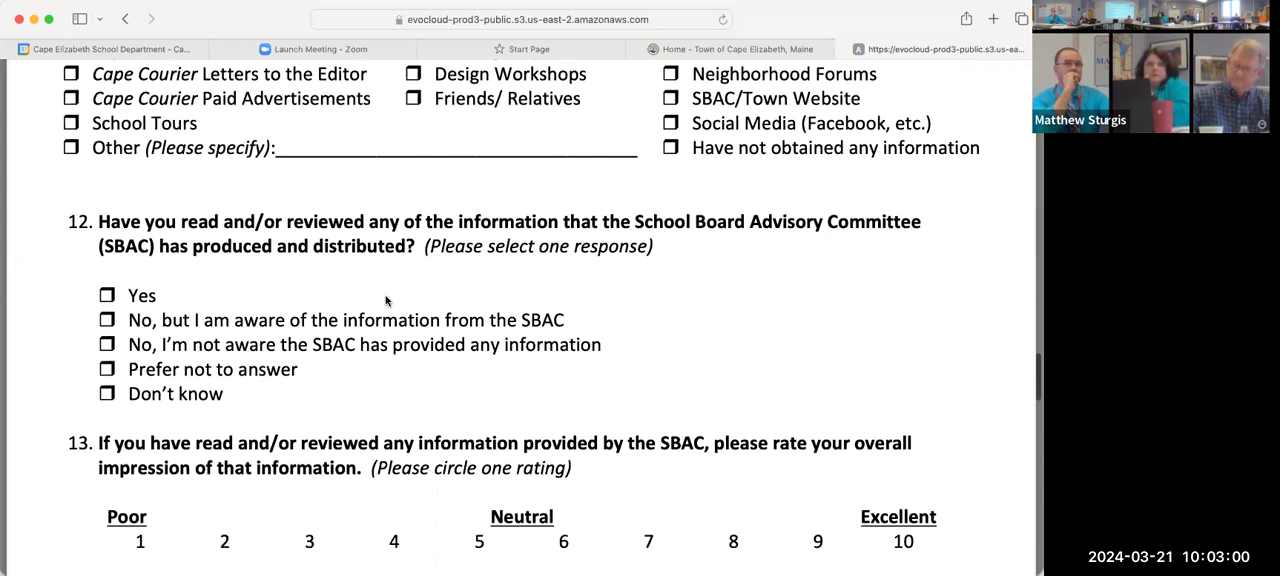 evocloud-prod3-public.s3.us-east-2.amazonaws.com
Cape Elizabeth School Department - Ca...
Launch Meeting - Zoom
Start Page
Home - Town of Cape Elizabeth, Maine
https://evocloud-prod3-public.s3.us-ea...
Cape Courier Letters to the Editor
Design Workshops
Neighborhood Forums
Cape Courier Paid Advertisements
Friends/ Relatives
SBAC/Town Website
School Tours
Social Media (Facebook, etc.)
Other (Please specify):
Have not obtained any information
12. Have you read and/or reviewed any of the information that the School Board Advisory Committee
(SBAC) has produced and distributed? (Please select one response)
Yes
No, but I am aware of the information from the SBAC
No, I'm not aware the SBAC has provided any information
Prefer not to answer
Don't know
13. If you have read and/or reviewed any information provided by the SBAC, please rate your overall
impression of that information. (Please circle one rating)
Poor
Neutral
Excellent
1 2 3 4 5 6 7 8 9 10
Matthew Sturgis
2024-03-21 10:03:00